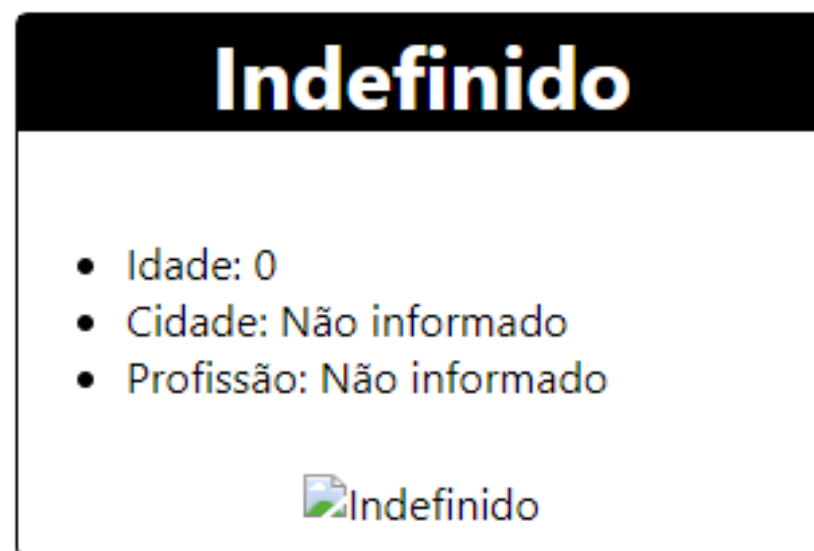 Indefinido
Idade: 0
Cidade: Não informado
Profissão: Não informado
Indefinido